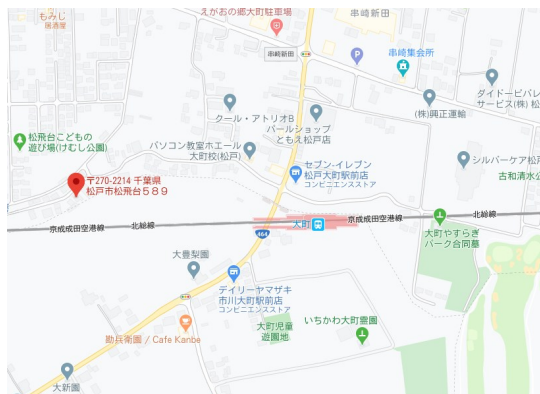 えがおの郷大町駐車場
串崎新田
もみじ
居酒屋
串崎新田
串崎集会所
ダイドービバレ
サービス(株) 松
(株)興正運輸
クール・アトリオB
パールショップ
ともえ松戸店
松飛台こどもの
遊び場(けむし公園)
パソコン教室ホエール
大町校(松戸)
セブン-イレブン
松戸大町駅前店
コンビニエンスストア
シルバーケア松戸
古和清水公
〒270-2214 千葉県
松戸市松飛台589
京成成田空港線
北総線
大町
京成成田空港線
北総線
464
大町やすらぎ
パーク合同墓
大豊梨園
デイリーヤマザキ
市川大町駅前店
コンビニエンスストア
大町児童
遊園地
いちかわ大町霊園
勘兵衛園 / Cafe Kanbe
大新園